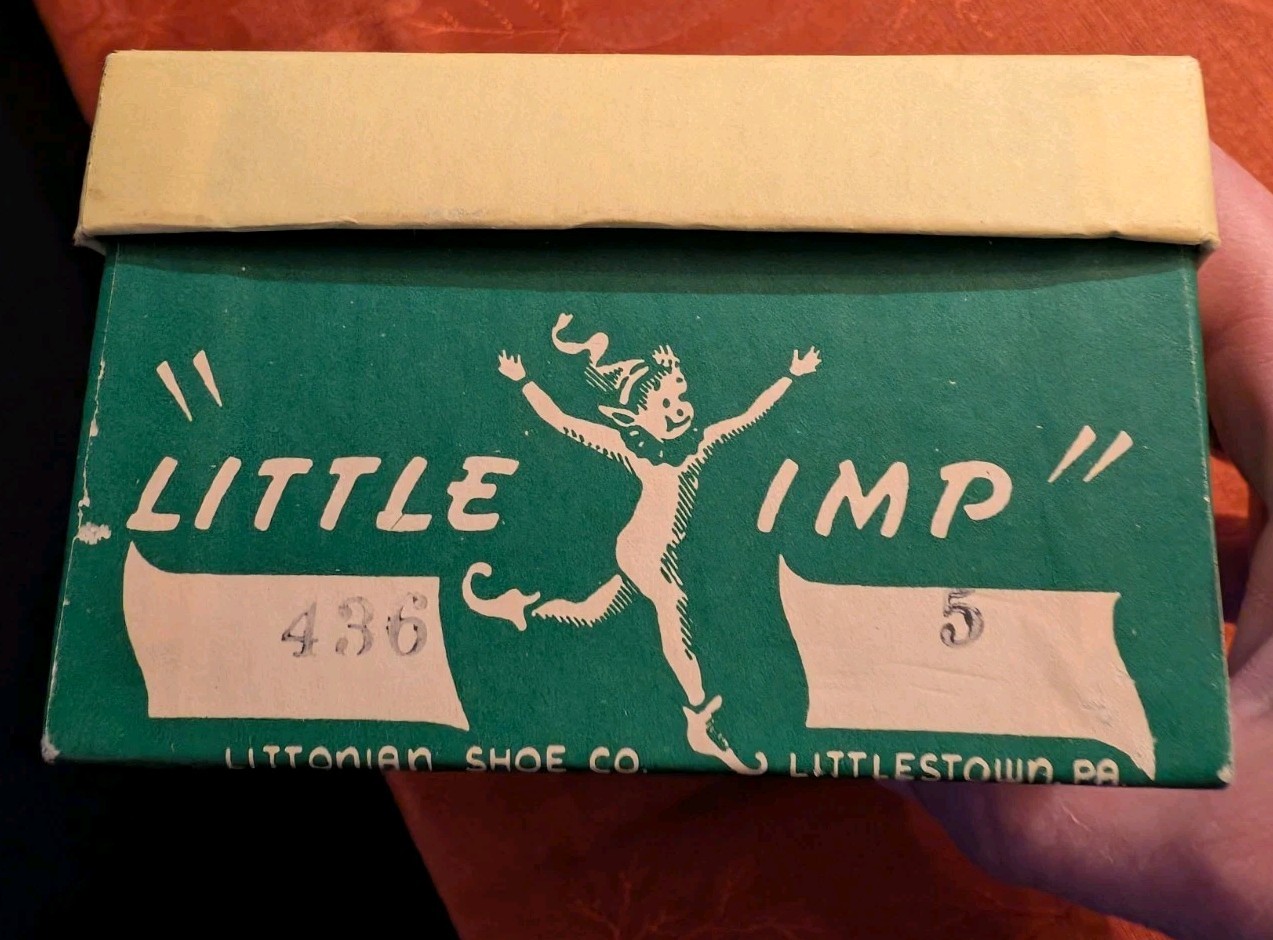 "LITTLE IMP"
436 5
LITTONIAN SHOE CO. LITTLESTOWN, PA.